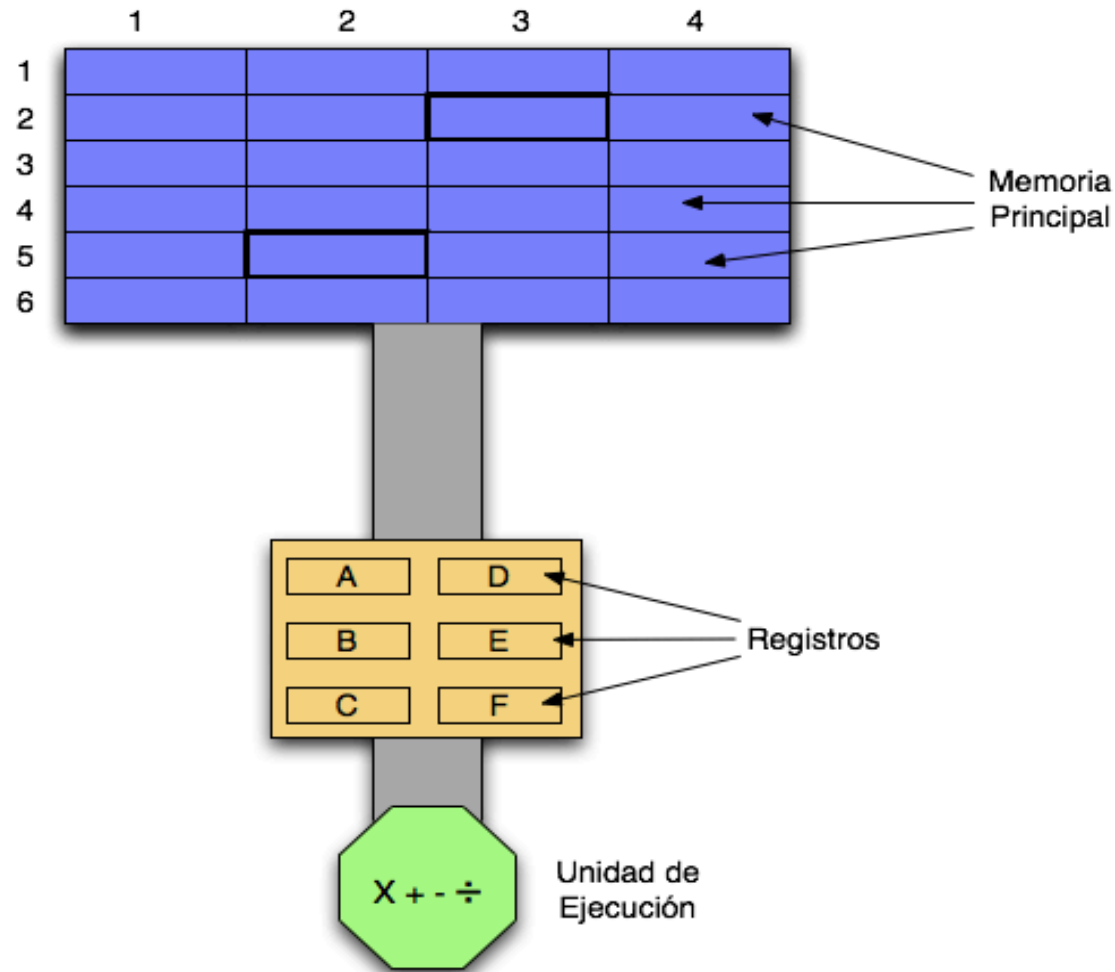 1 2 3 4
1
2
3
4
5
6
Memoria
Principal
A D
B E
C F
Registros
X + - ÷
Unidad de
Ejecución